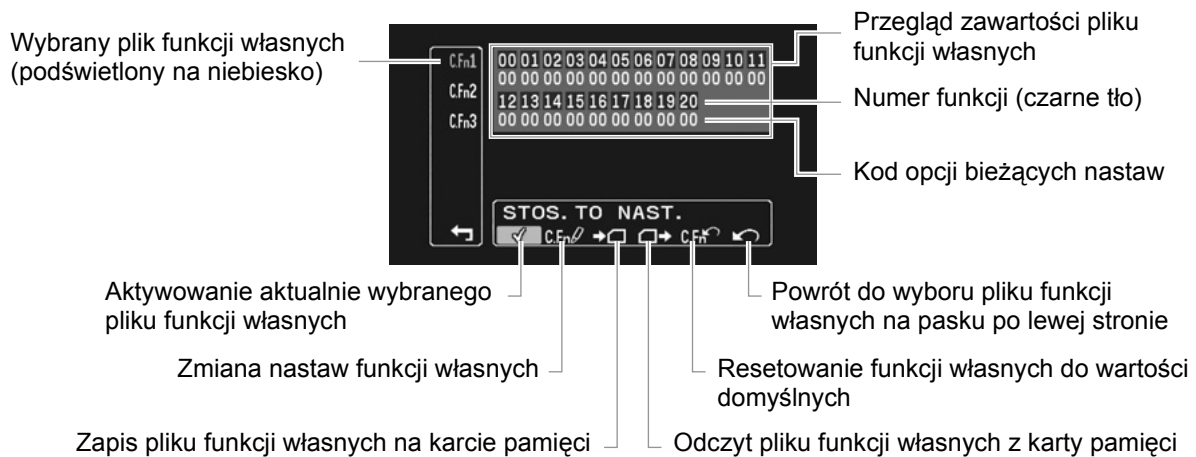 Wybrany plik funkcji własnych
(podświetlony na niebiesko)
Przegląd zawartości pliku
funkcji własnych
Numer funkcji (czarne tło)
Kod opcji bieżących nastaw
C.Fn1
C.Fn2
C.Fn3
00 01 02 03 04 05 06 07 08 09 10 11
00 00 00 00 00 00 00 00 00 00 00 00
12 13 14 15 16 17 18 19 20
00 00 00 00 00 00 00 00 00
STOS. TO NAST.
C.Fn C.Fn
Aktywowanie aktualnie wybranego
pliku funkcji własnych
Powrót do wyboru pliku funkcji
własnych na pasku po lewej stronie
Zmiana nastaw funkcji własnych
Resetowanie funkcji własnych do wartości
domyślnych
Zapis pliku funkcji własnych na karcie pamięci
Odczyt pliku funkcji własnych z karty pamięci